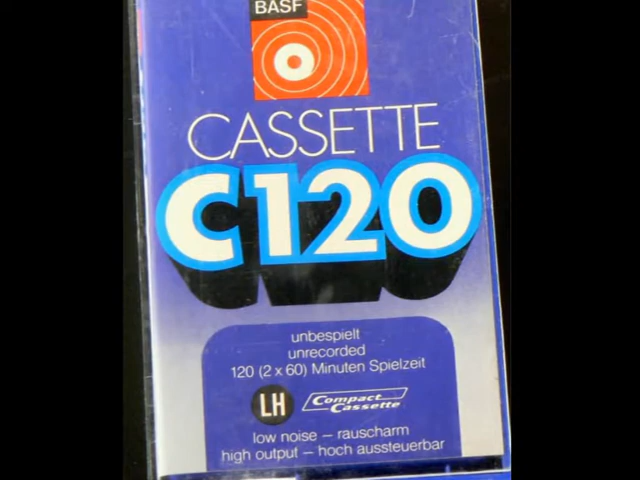 BASF
CASSETTE
C120
unbespielt
unrecorded
120 (2 x 60) Minuten Spielzeit
LH Compact Cassette
low noise – rauscharm
high output – hoch aussteuerbar